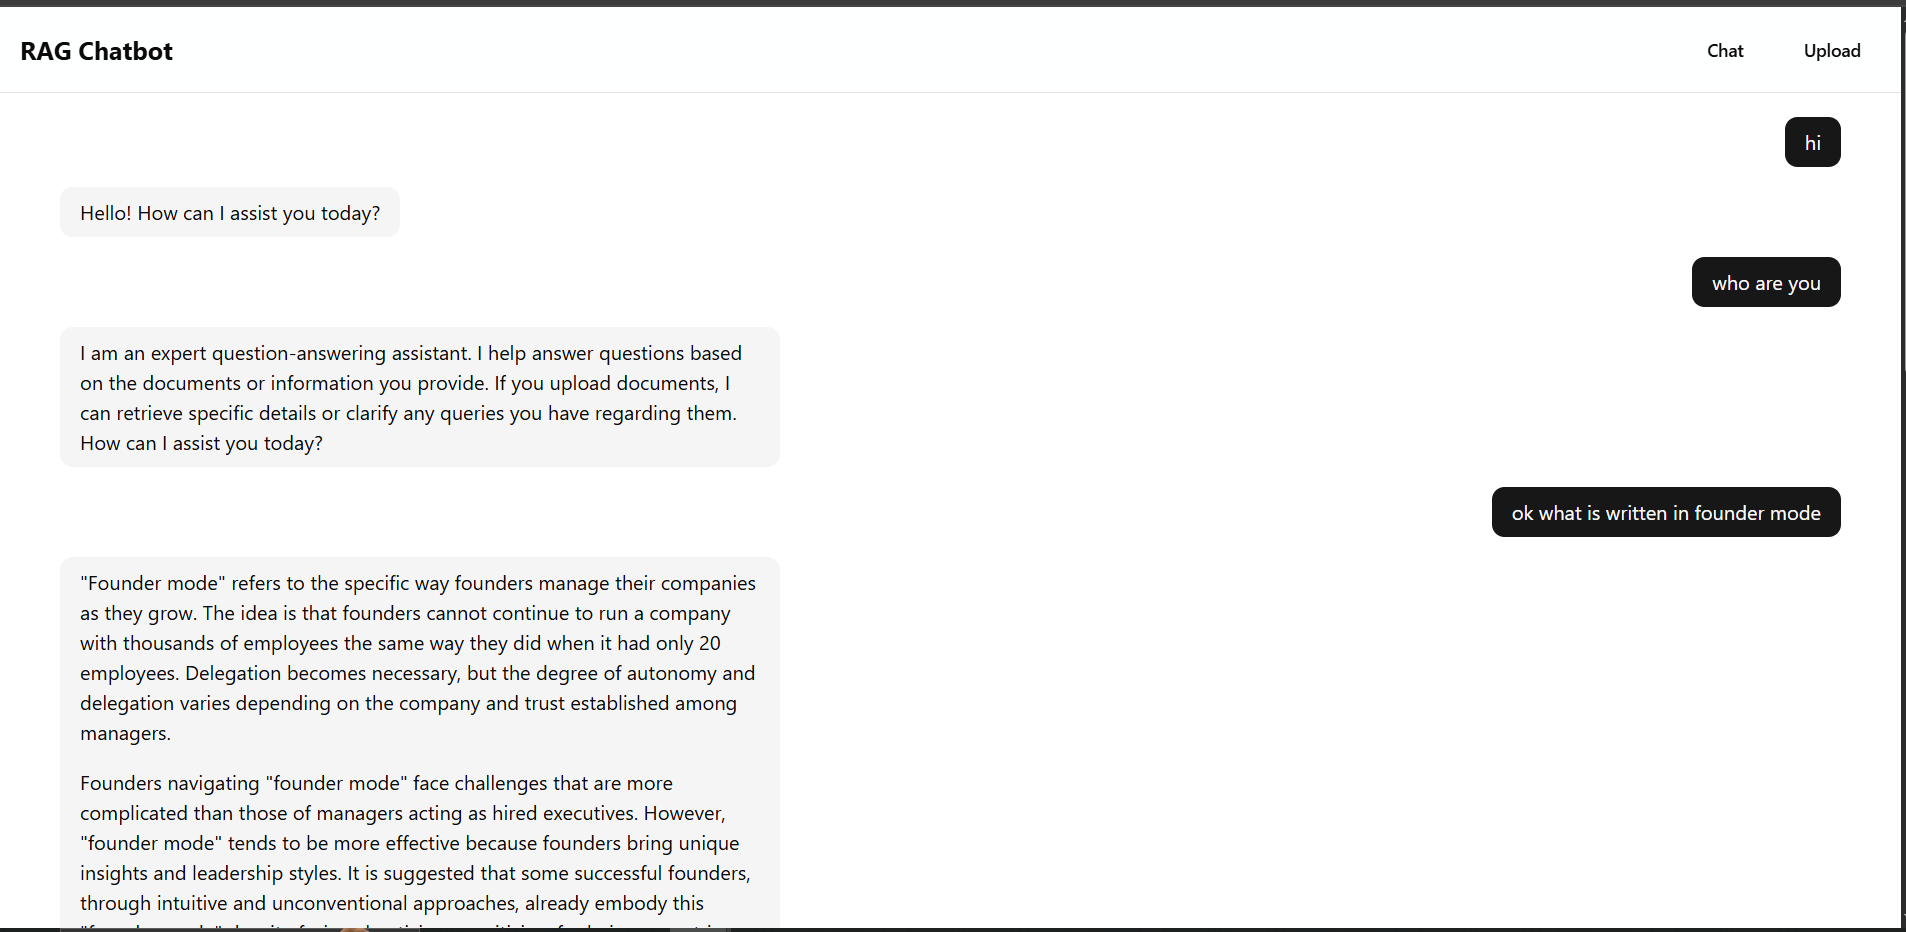 RAG Chatbot
Chat
Upload
hi
Hello! How can I assist you today?
who are you
I am an expert question-answering assistant. I help answer questions based
on the documents or information you provide. If you upload documents, I
can retrieve specific details or clarify any queries you have regarding them.
How can I assist you today?
ok what is written in founder mode
"Founder mode" refers to the specific way founders manage their companies
as they grow. The idea is that founders cannot continue to run a company
with thousands of employees the same way they did when it had only 20
employees. Delegation becomes necessary, but the degree of autonomy and
delegation varies depending on the company and trust established among
managers.
Founders navigating "founder mode" face challenges that are more
complicated than those of managers acting as hired executives. However,
"founder mode" tends to be more effective because founders bring unique
insights and leadership styles. It is suggested that some successful founders,
through intuitive and unconventional approaches, already embody this